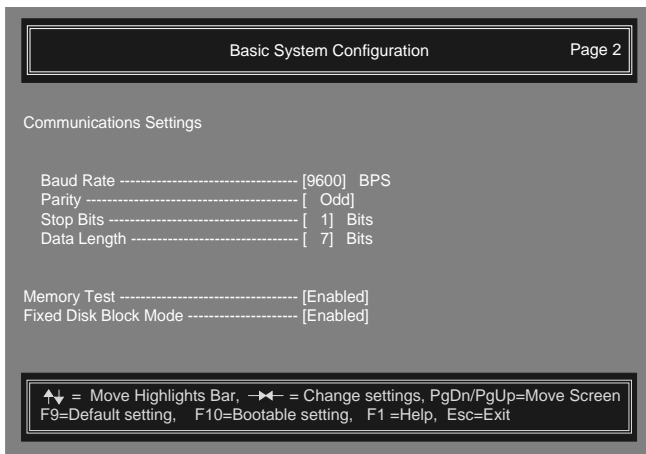 Basic System Configuration Page 2
Communications Settings
Baud Rate ---------------------------------- [9600] BPS
Parity ----------------------------------------- [ Odd]
Stop Bits ------------------------------------ [ 1] Bits
Data Length -------------------------------- [ 7] Bits
Memory Test ---------------------------------- [Enabled]
Fixed Disk Block Mode --------------------- [Enabled]
= Move Highlights Bar, = Change settings, PgDn/PgUp=Move Screen
F9=Default setting, F10=Bootable setting, F1 =Help, Esc=Exit